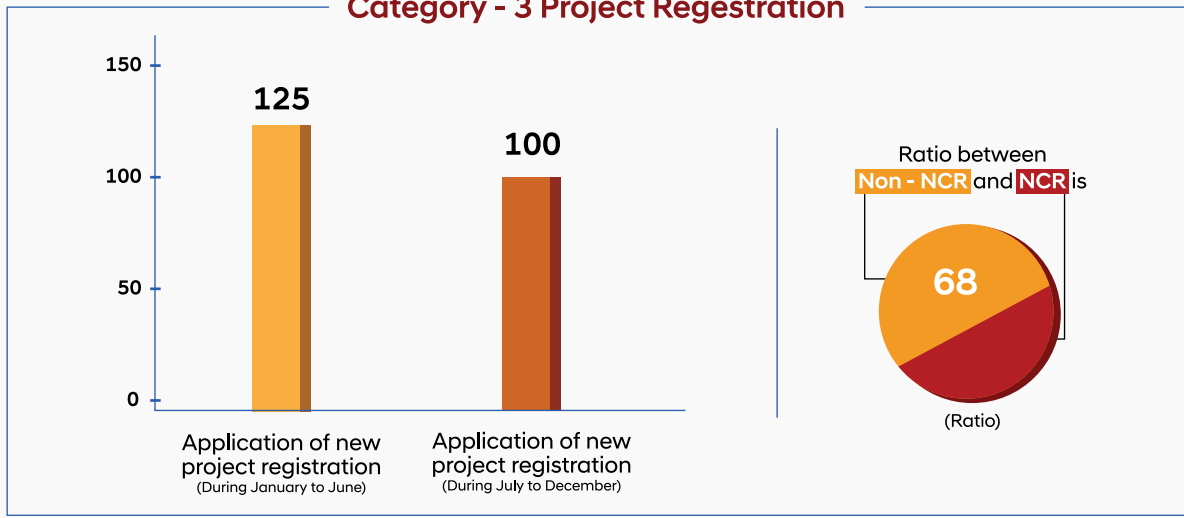 Category - 3 Project Regestration
150
100
50
0
125
100
Application of new
project registration
(During January to June)
Application of new
project registration
(During July to December)
Ratio between
Non - NCR and NCR is
68
(Ratio)